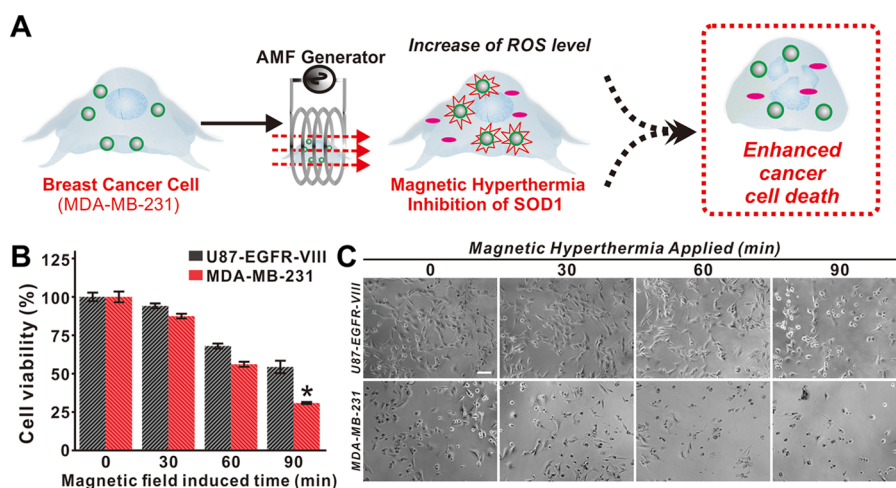 A
AMF Generator
Increase of ROS level
Breast Cancer Cell
(MDA-MB-231)
Magnetic Hyperthermia
Inhibition of SOD1
Enhanced
cancer
cell death
B
Cell viability (%)
125
100
75
50
25
0
U87-EGFR-VIII
MDA-MB-231
*
0 30 60 90
Magnetic field induced time (min)
C
Magnetic Hyperthermia Applied (min)
0 30 60 90
U87-EGFR-VIII
MDA-MB-231